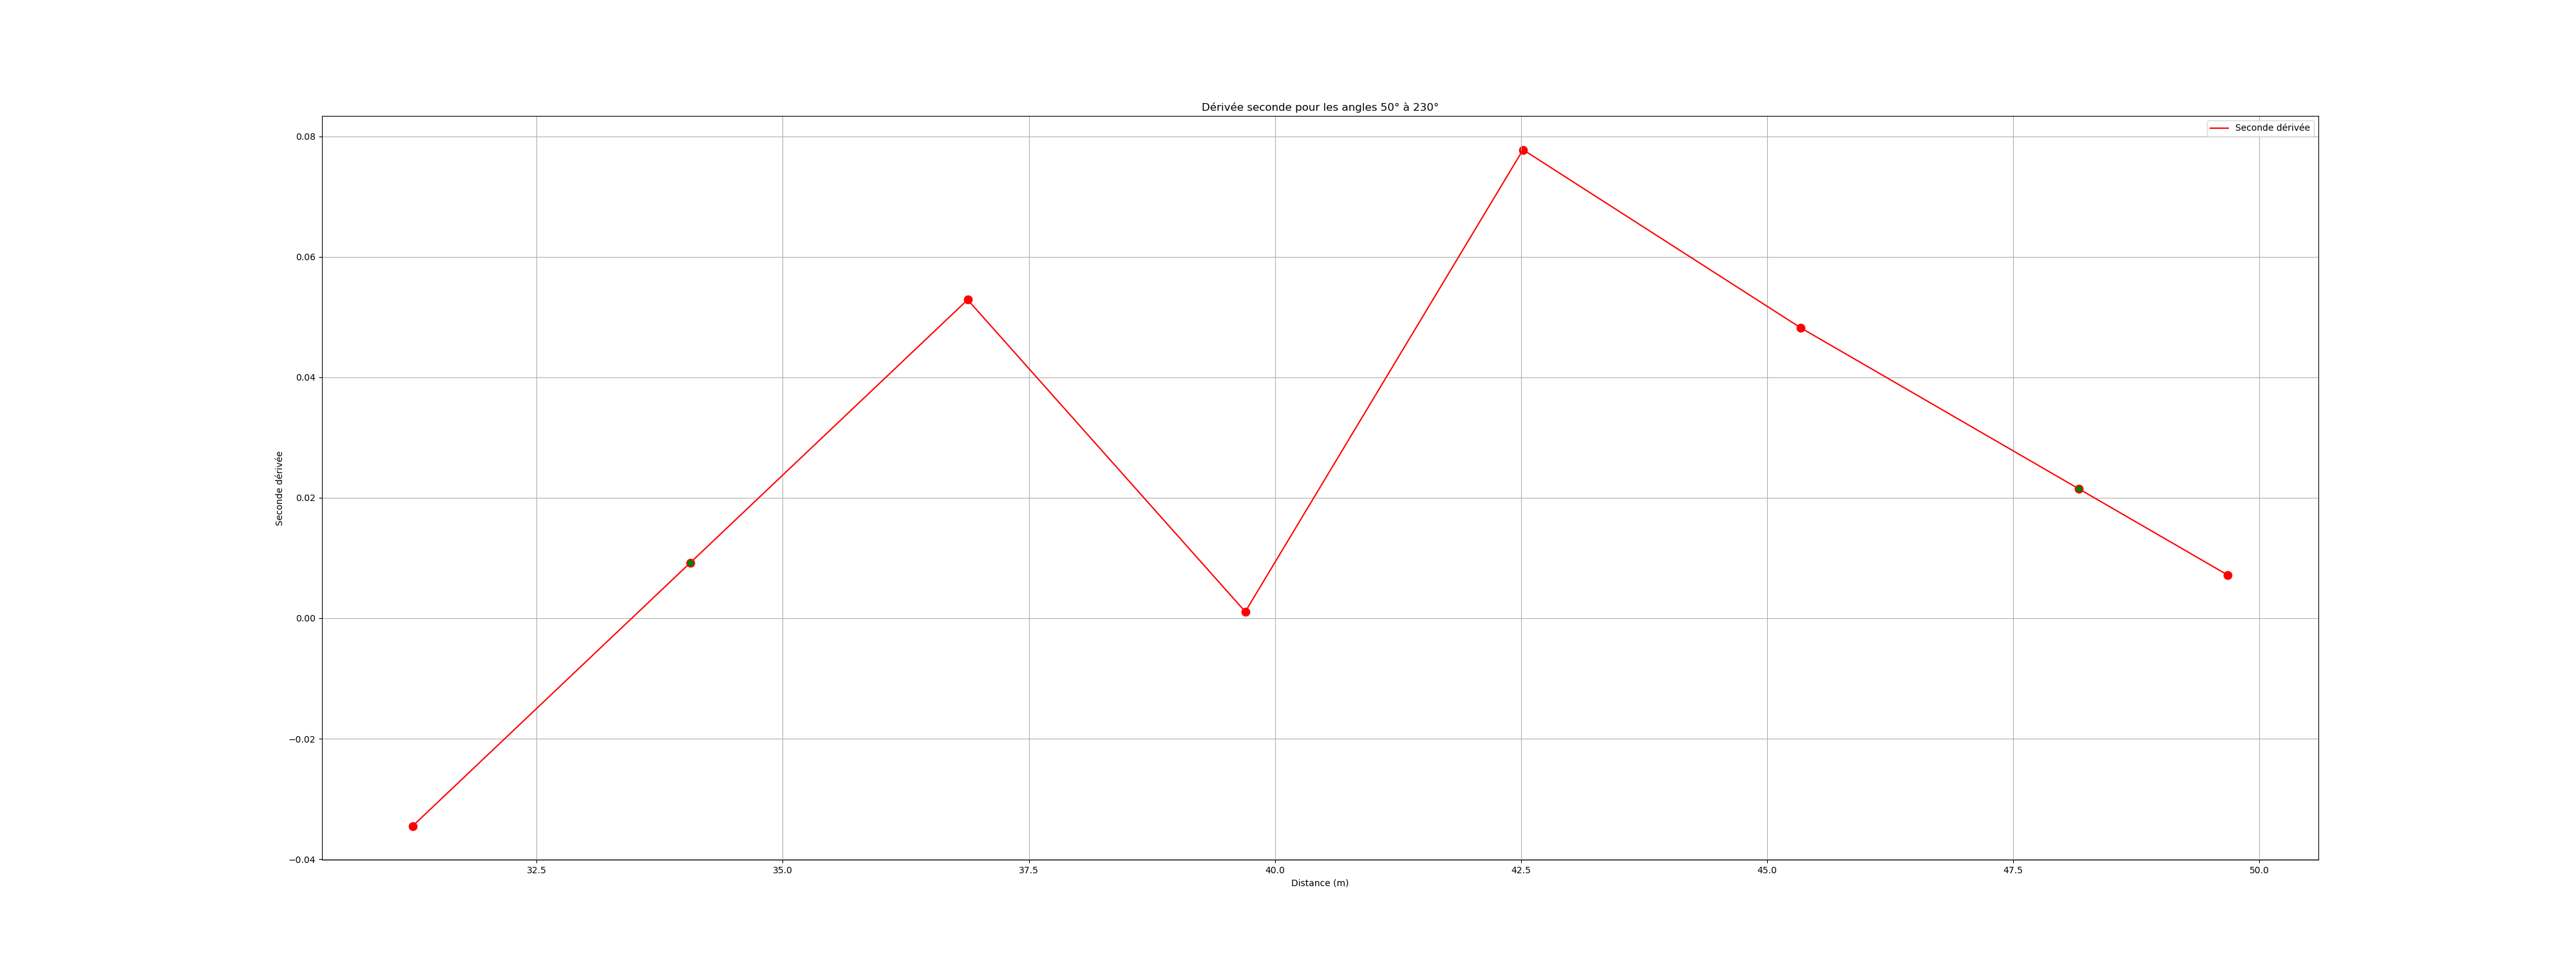 Dérivée seconde pour les angles 50° à 230°
Seconde dérivée
0.08
0.06
0.04
0.02
0.00
−0.02
−0.04
Seconde dérivée
32.5 35.0 37.5 40.0 42.5 45.0 47.5 50.0
Distance (m)